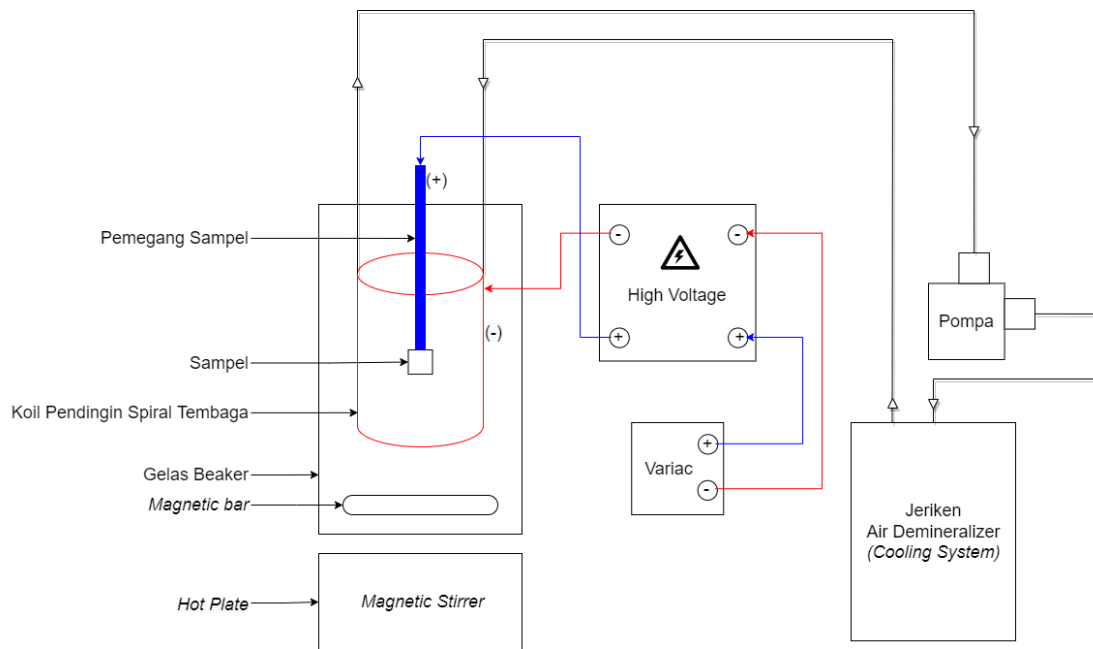 (+)
Pemegang Sampel
-
-
High Voltage
Pompa
(-)
+
+
Sampel
Koil Pendingin Spiral Tembaga
+
Variac
-
Gelas Beaker
Magnetic bar
Jeriken
Air Demineralizer
(Cooling System)
Hot Plate
Magnetic Stirrer